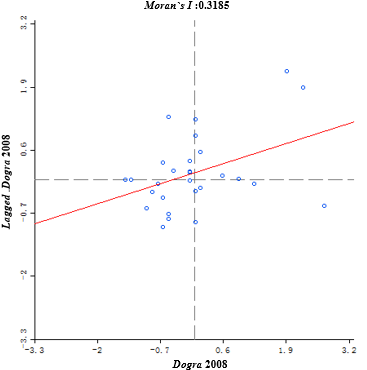 Moran`s I :0.3185
3.2
1.9
0.6
-0.7
-2
-3.3
Lagged Dogra 2008
-3.3 -2 -0.7 0.6 1.9 3.2
Dogra 2008